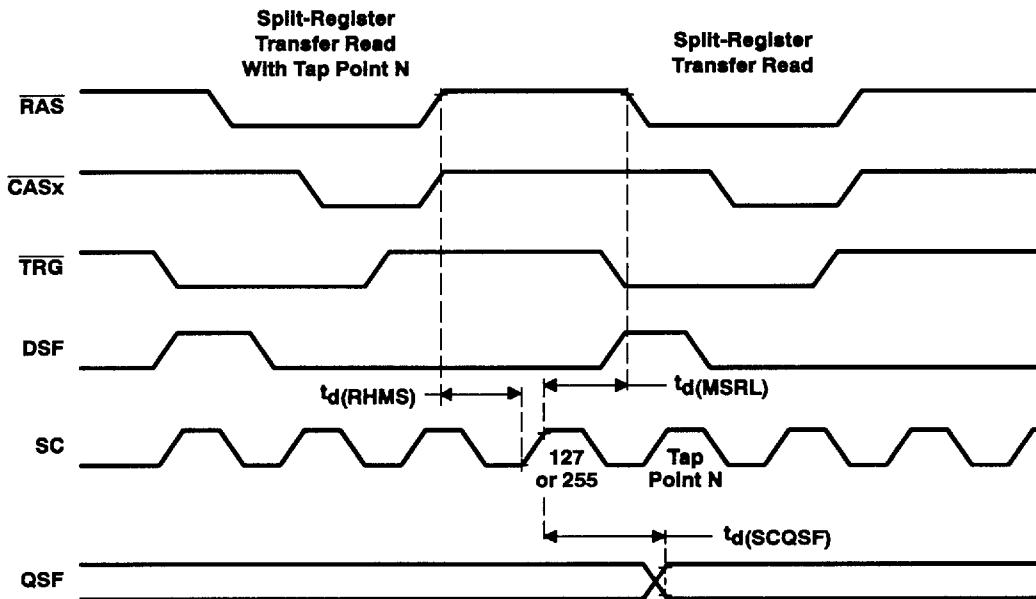 Split-Register
Transfer Read
With Tap Point N
Split-Register
Transfer Read
RAS
CASx
TRG
DSF
td(RHMS)
td(MSRL)
SC
127
or 255
Tap
Point N
td(SCQSF)
QSF